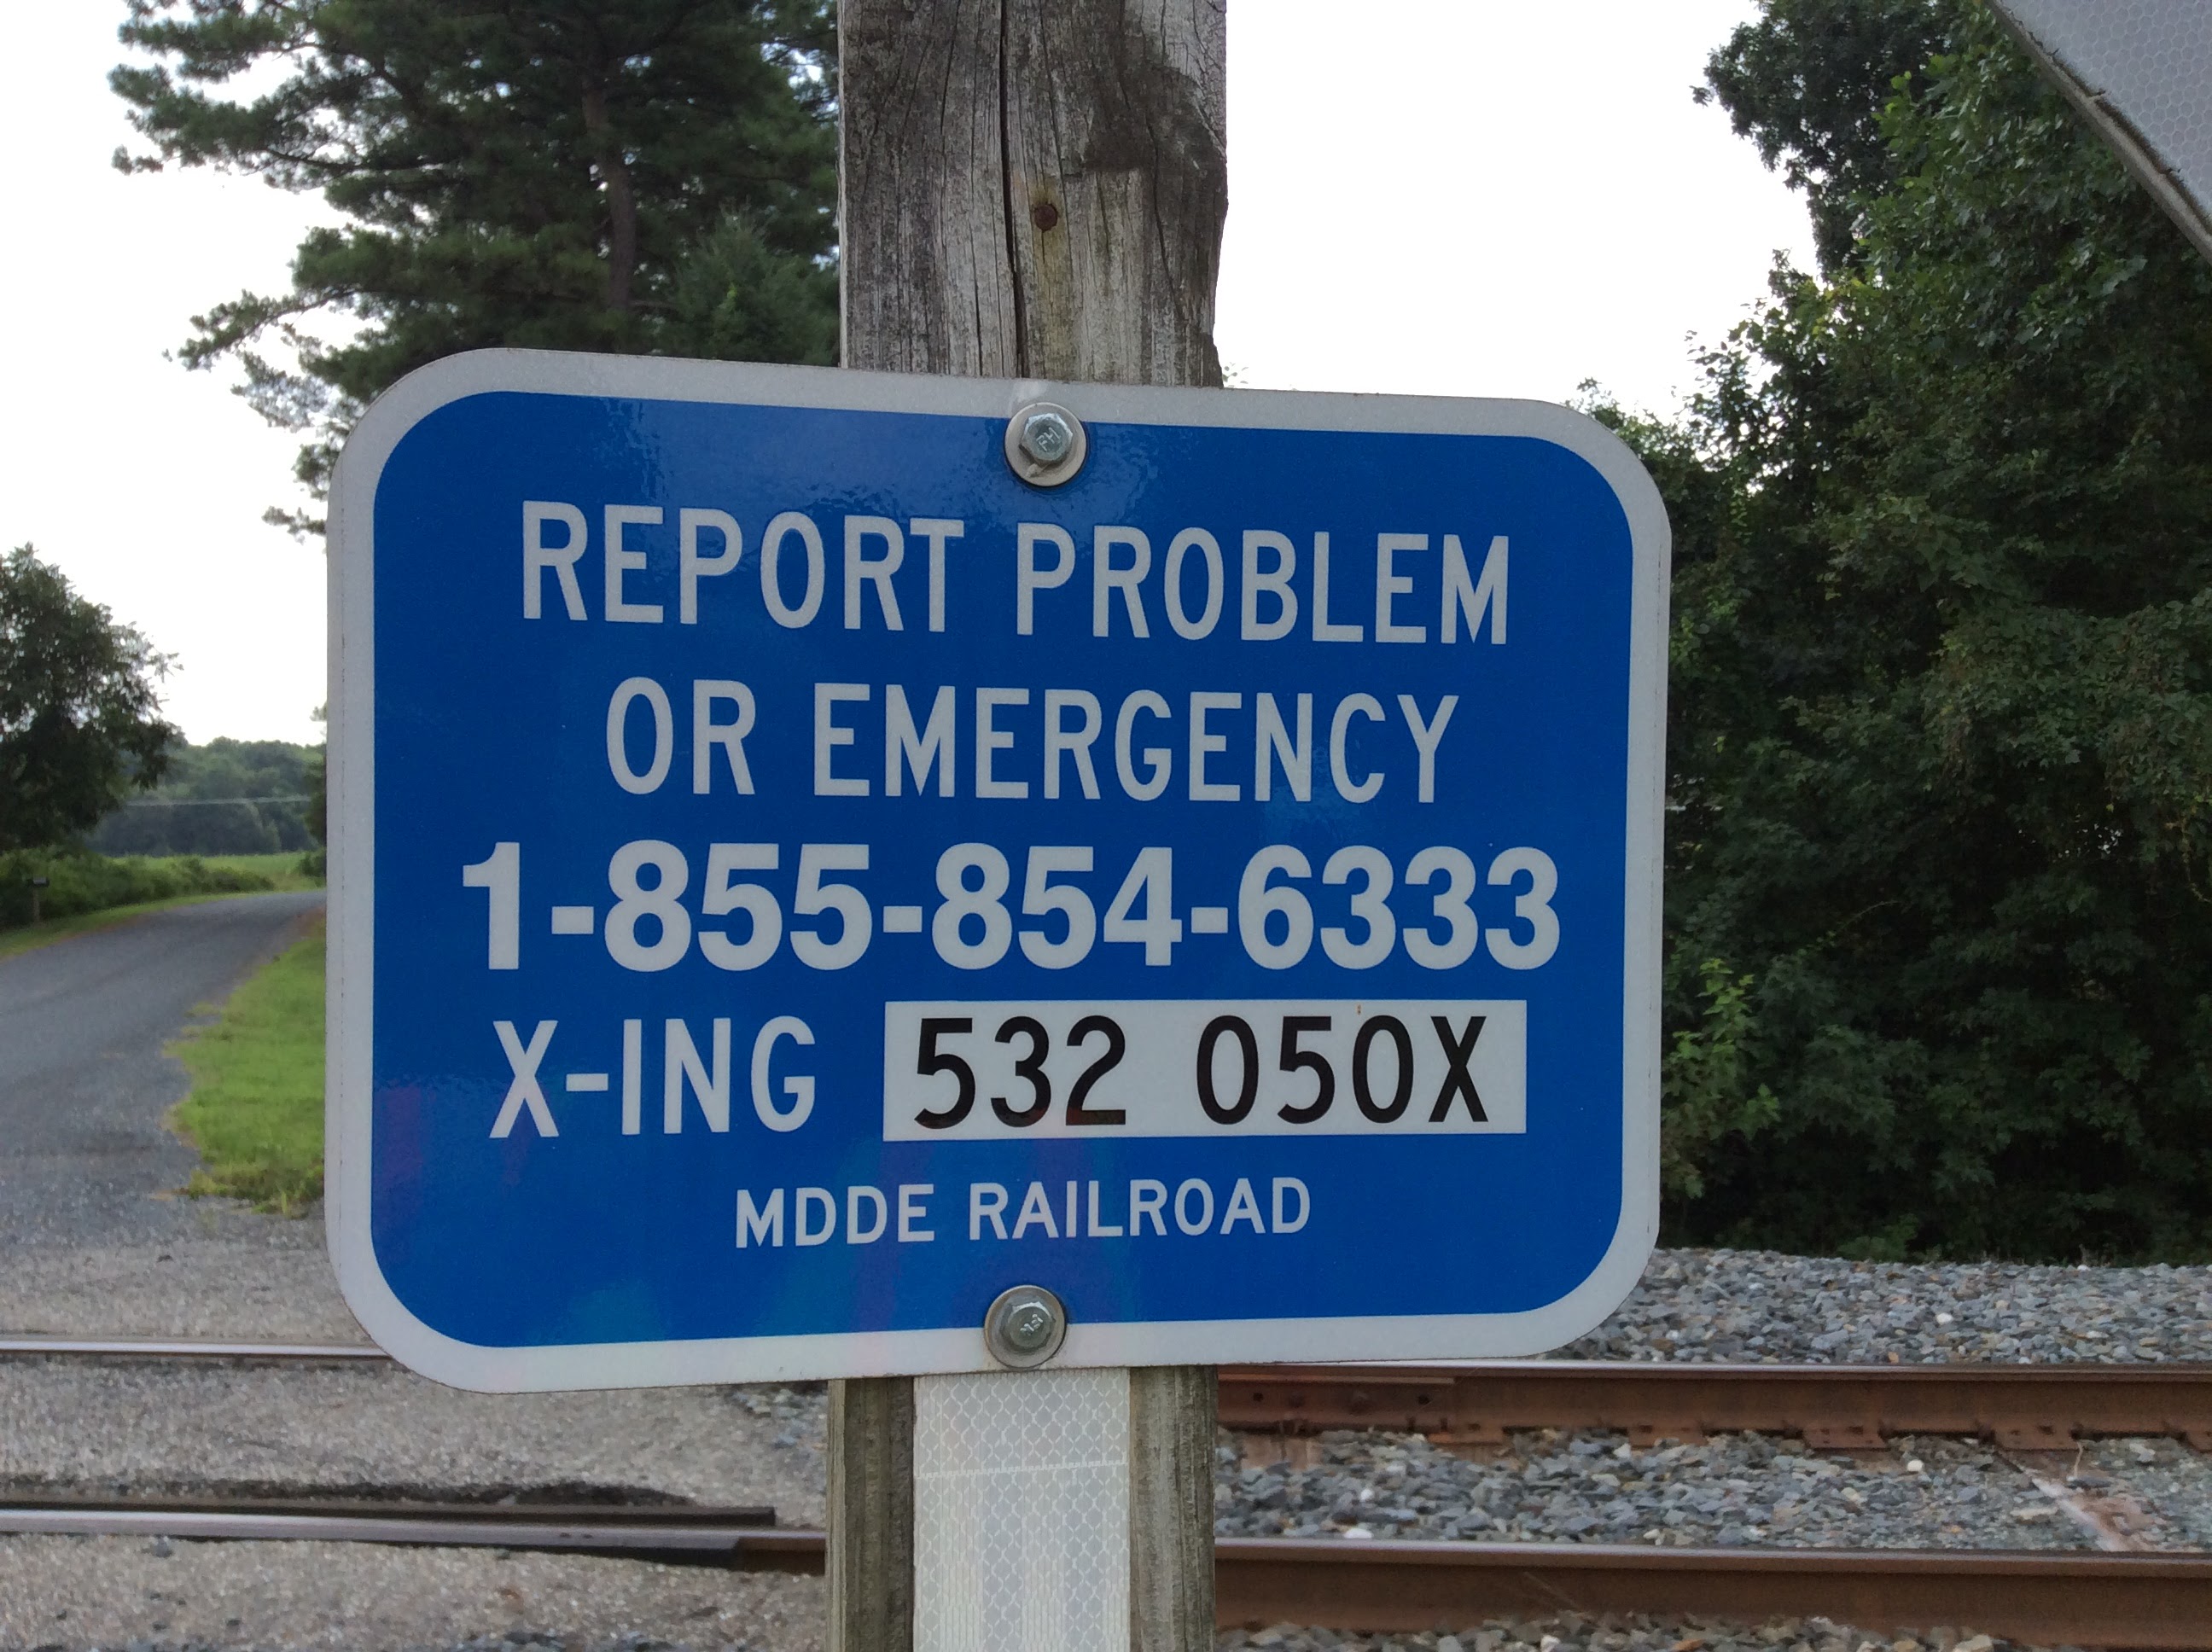 REPORT PROBLEM
OR EMERGENCY
1-855-854-6333
X-ING 532 050X
MDDE RAILROAD